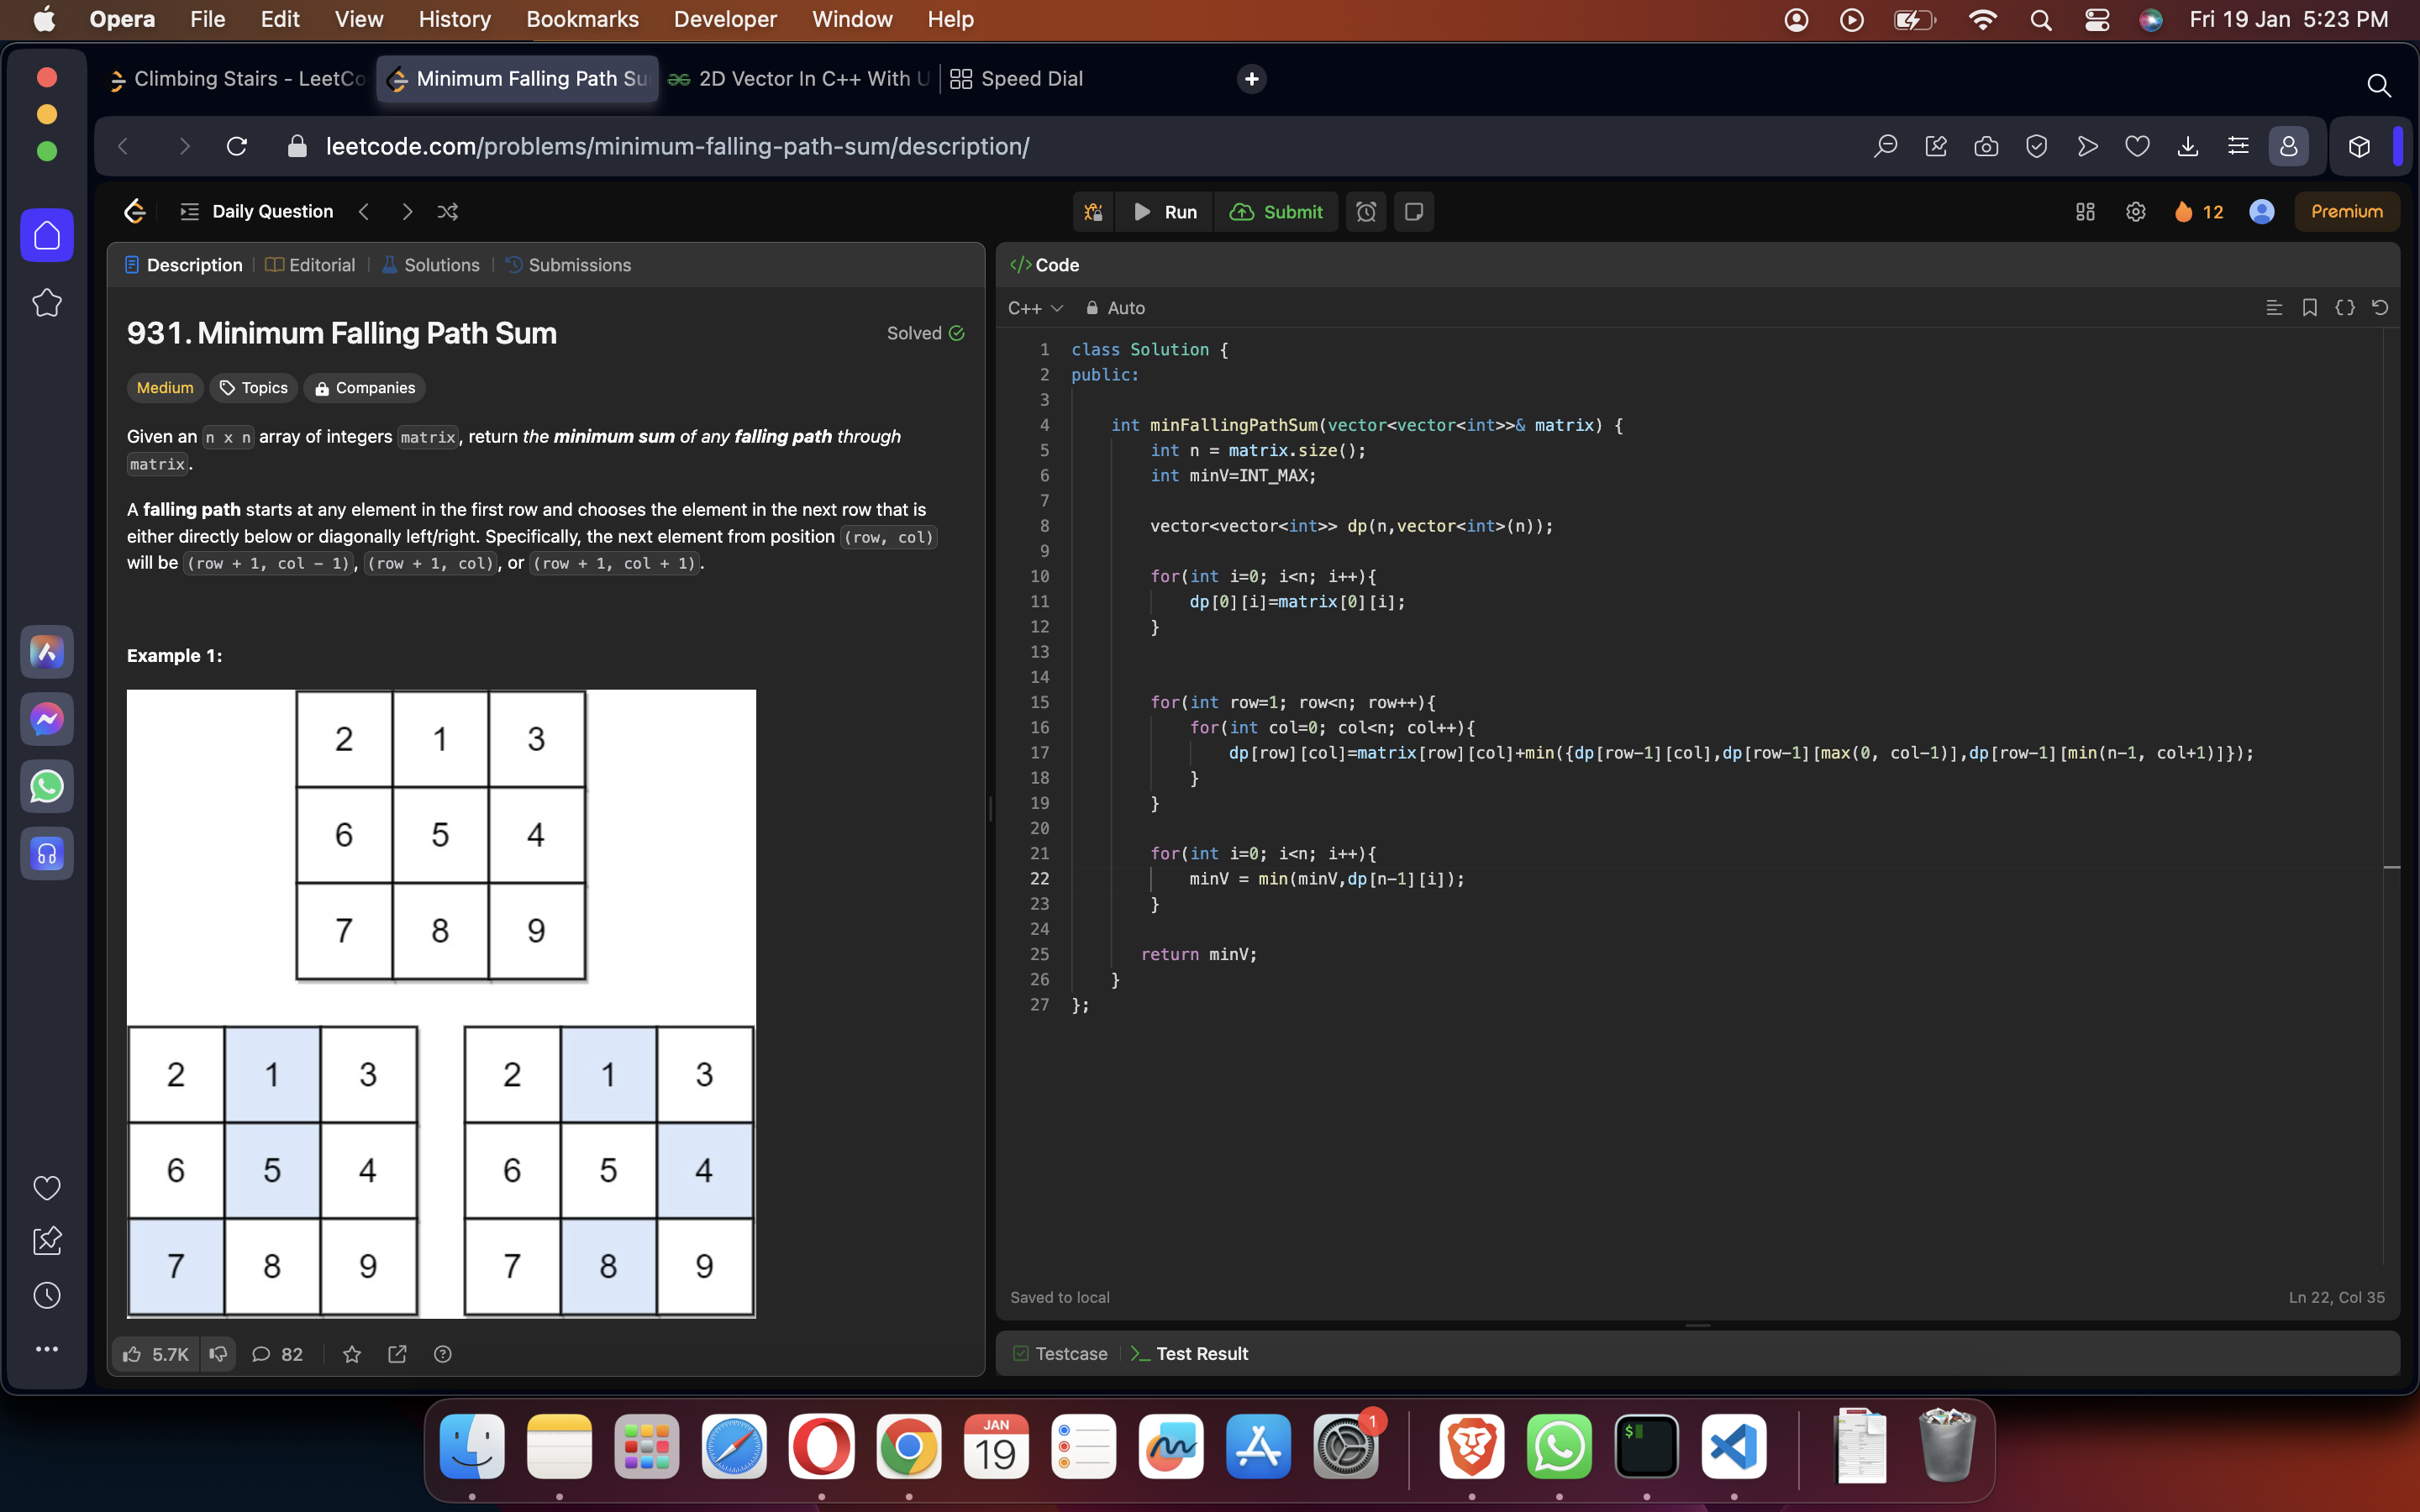 Opera File Edit View History Bookmarks Developer Window Help Fri 19 Jan 5:23 PM
Climbing Stairs - LeetCo Minimum Falling Path Su 2D Vector In C++ With U Speed Dial
leetcode.com/problems/minimum-falling-path-sum/description/
Daily Question Run Submit 12 Premium
Description Editorial Solutions Submissions
931. Minimum Falling Path Sum Solved
Medium Topics Companies
Given an n x n array of integers matrix, return the minimum sum of any falling path through
matrix.
A falling path starts at any element in the first row and chooses the element in the next row that is
either directly below or diagonally left/right. Specifically, the next element from position (row, col)
will be (row + 1, col - 1), (row + 1, col), or (row + 1, col + 1).
Example 1:
2 1 3
6 5 4
7 8 9
2 1 3 2 1 3
6 5 4 6 5 4
7 8 9 7 8 9
5.7K 82
</> Code
C++ Auto
1 class Solution {
2 public:
3
4 int minFallingPathSum(vector<vector<int>>& matrix) {
5 int n = matrix.size();
6 int minV=INT_MAX;
7
8 vector<vector<int>> dp(n,vector<int>(n));
9
10 for(int i=0; i<n; i++){
11 dp[0][i]=matrix[0][i];
12 }
13
14
15 for(int row=1; row<n; row++){
16 for(int col=0; col<n; col++){
17 dp[row][col]=matrix[row][col]+min({dp[row-1][col],dp[row-1][max(0, col-1)],dp[row-1][min(n-1, col+1)]});
18 }
19 }
20
21 for(int i=0; i<n; i++){
22 minV = min(minV,dp[n-1][i]);
23 }
24
25 return minV;
26 }
27 };
Saved to local Ln 22, Col 35
Testcase >_ Test Result
JAN
19
1
$